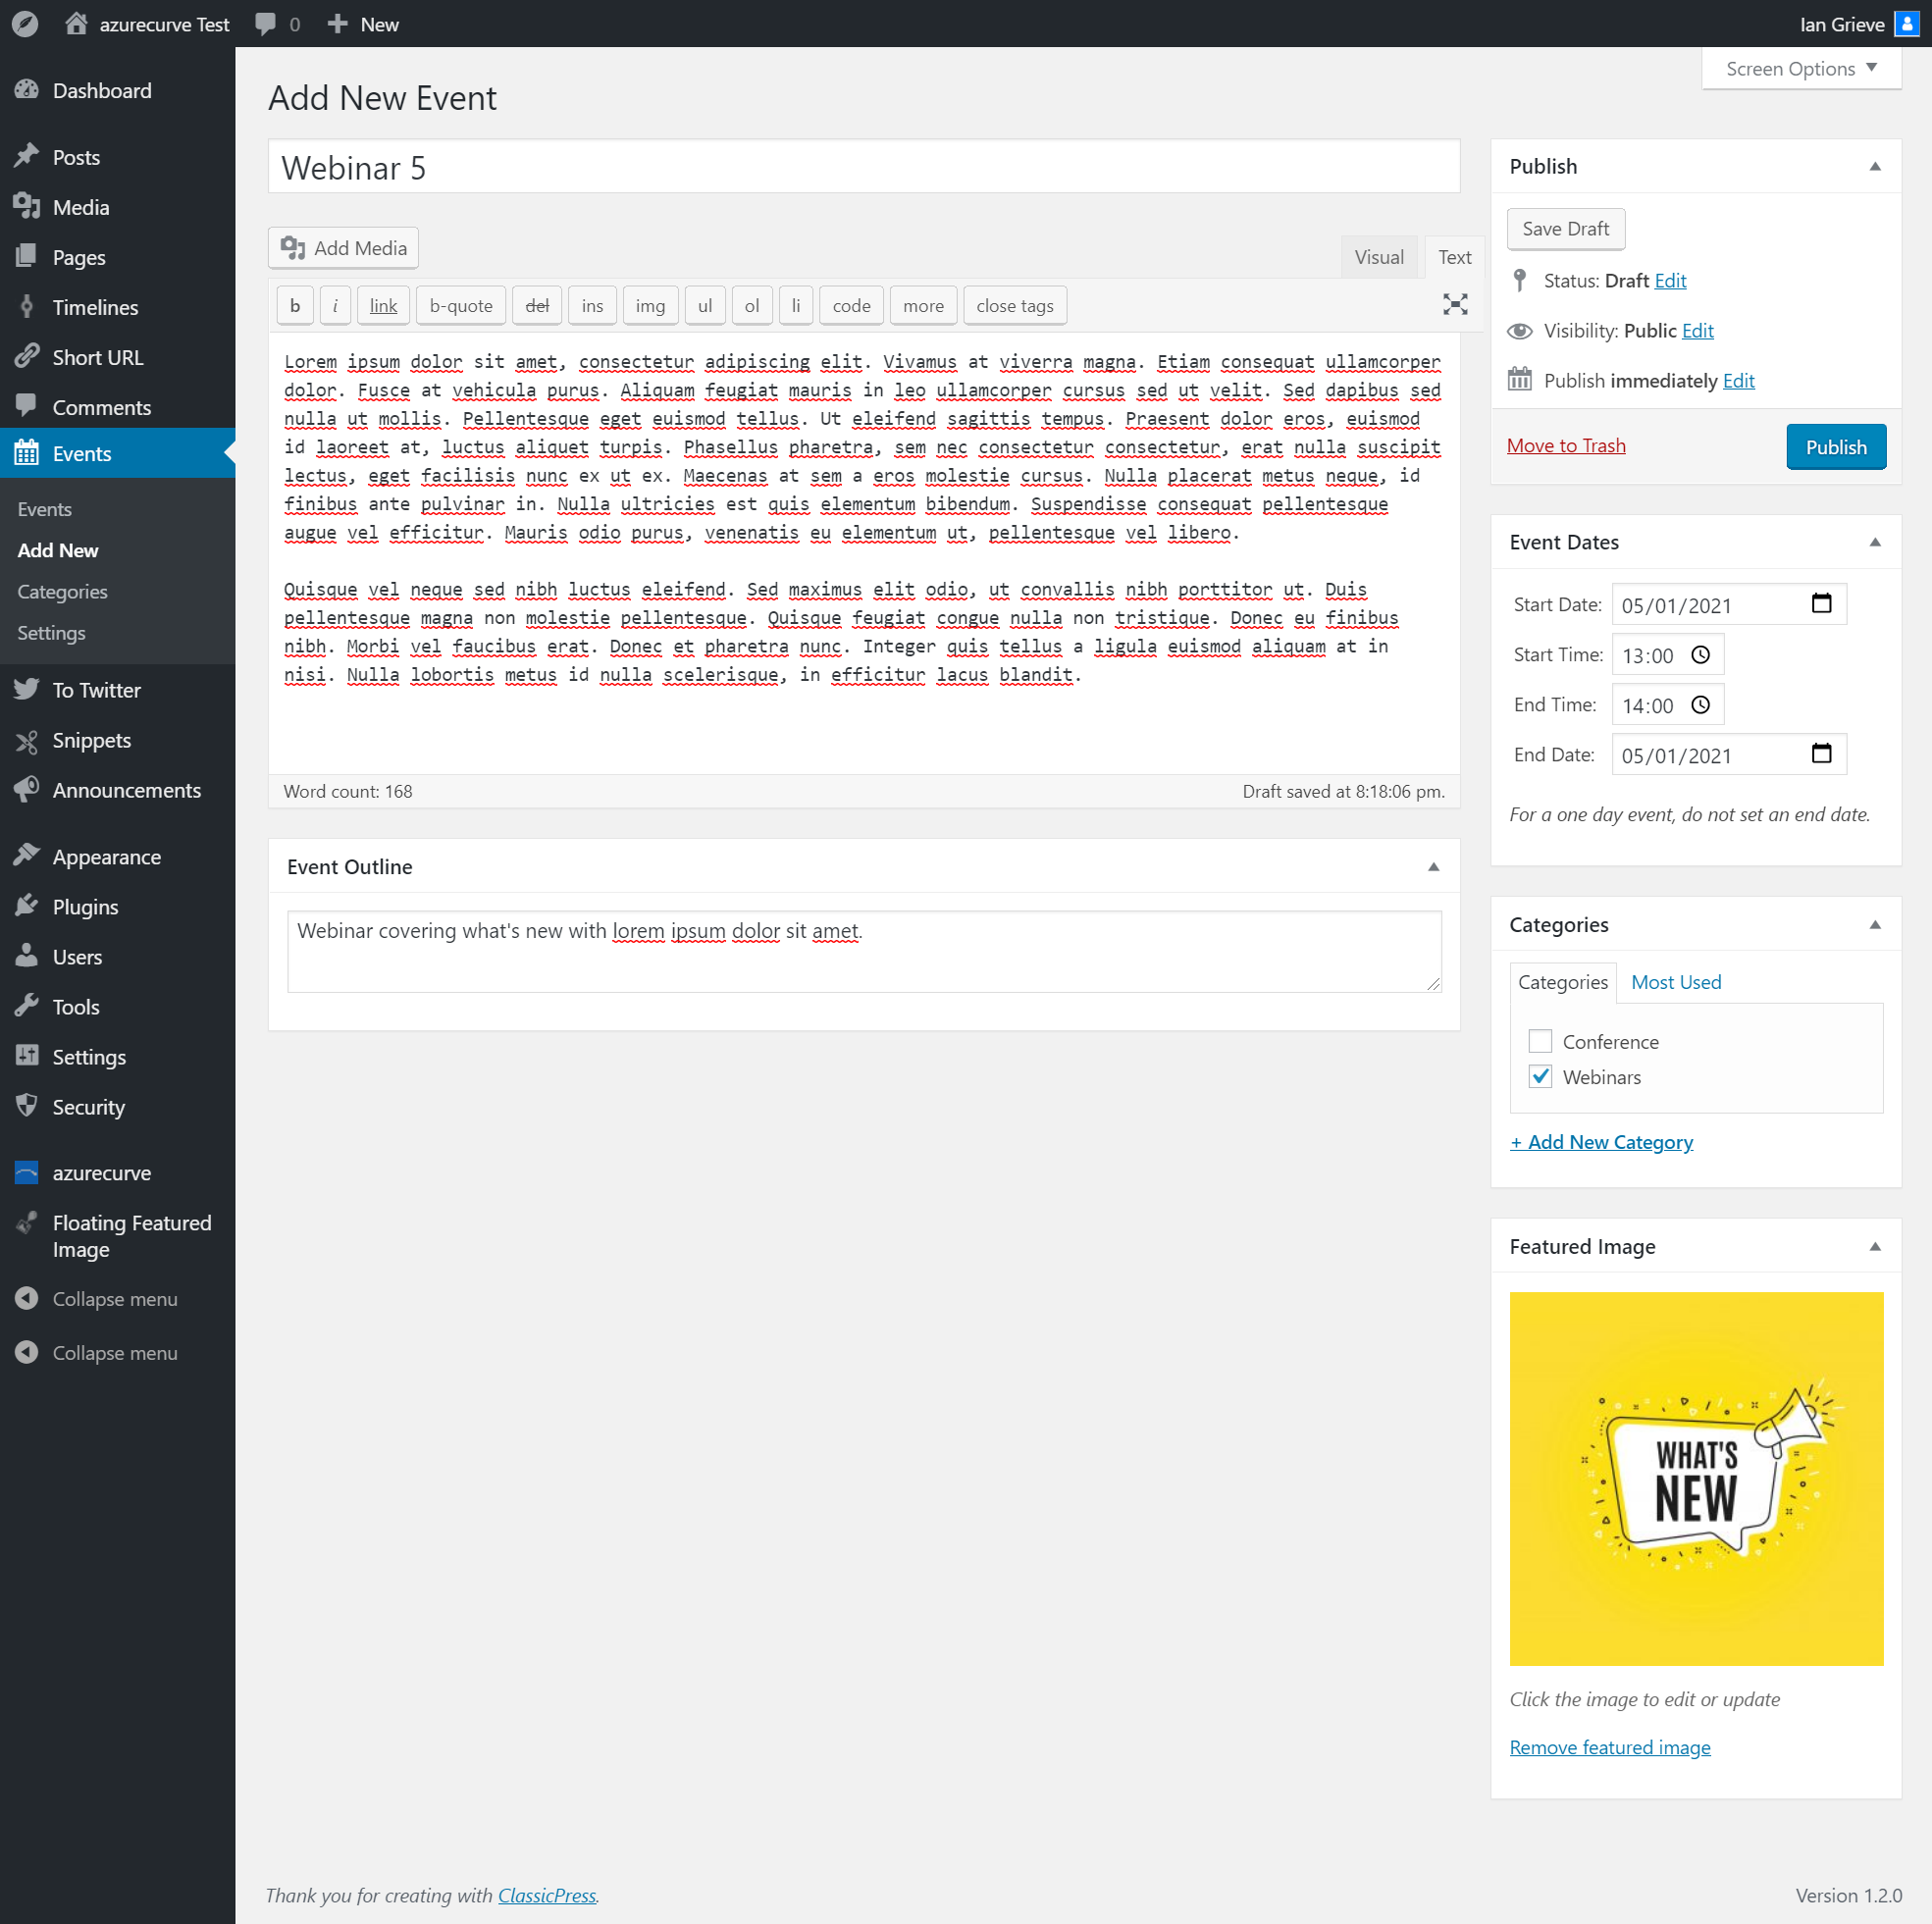 azurecurve Test 0 New Ian Grieve
Dashboard
Posts
Media
Pages
Timelines
Short URL
Comments
Events
Events
Add New
Categories
Settings
To Twitter
Snippets
Announcements
Appearance
Plugins
Users
Tools
Settings
Security
azurecurve
Floating Featured
Image
Collapse menu
Collapse menu
Screen Options
Add New Event
Webinar 5
Add Media
Visual Text
b i link b-quote del ins img ul ol li code more close tags
Lorem ipsum dolor sit amet, consectetur adipiscing elit. Vivamus at viverra magna. Etiam consequat ullamcorper
dolor. Fusce at vehicula purus. Aliquam feugiat mauris in leo ullamcorper cursus sed ut velit. Sed dapibus sed
nulla ut mollis. Pellentesque eget euismod tellus. Ut eleifend sagittis tempus. Praesent dolor eros, euismod
id laoreet at, luctus aliquet turpis. Phasellus pharetra, sem nec consectetur consectetur, erat nulla suscipit
lectus, eget facilisis nunc ex ut ex. Maecenas at sem a eros molestie cursus. Nulla placerat metus neque, id
finibus ante pulvinar in. Nulla ultricies est quis elementum bibendum. Suspendisse consequat pellentesque
augue vel efficitur. Mauris odio purus, venenatis eu elementum ut, pellentesque vel libero.
Quisque vel neque sed nibh luctus eleifend. Sed maximus elit odio, ut convallis nibh porttitor ut. Duis
pellentesque magna non molestie pellentesque. Quisque feugiat congue nulla non tristique. Donec eu finibus
nibh. Morbi vel faucibus erat. Donec et pharetra nunc. Integer quis tellus a ligula euismod aliquam at in
nisi. Nulla lobortis metus id nulla scelerisque, in efficitur lacus blandit.
Word count: 168 Draft saved at 8:18:06 pm.
Event Outline
Webinar covering what's new with lorem ipsum dolor sit amet.
Publish
Save Draft
Status: Draft Edit
Visibility: Public Edit
Publish immediately Edit
Move to Trash Publish
Event Dates
Start Date: 05/01/2021
Start Time: 13:00
End Time: 14:00
End Date: 05/01/2021
For a one day event, do not set an end date.
Categories
Categories Most Used
Conference
Webinars
+ Add New Category
Featured Image
WHAT'S
NEW
Click the image to edit or update
Remove featured image
Thank you for creating with ClassicPress. Version 1.2.0